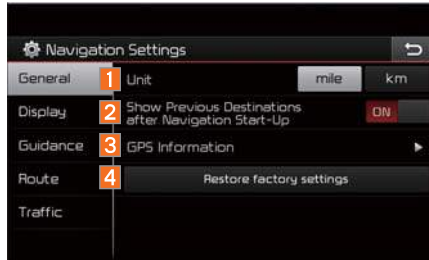 Navigation Settings
General
1 Unit mile km
Display
2 Show Previous Destinations
after Navigation Start-Up ON
Guidance
3 GPS Information
Route
4 Restore factory settings
Traffic